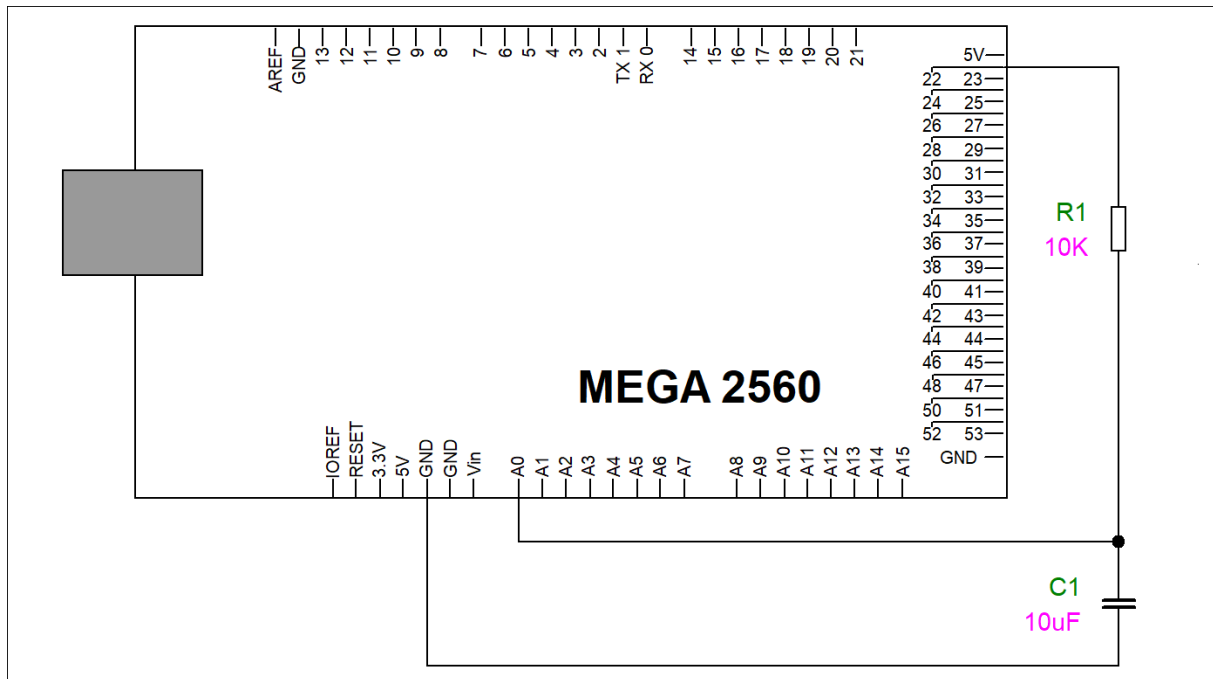 AREF GND 13 12 11 10 9 8 7 6 5 4 3 2 TX 1 RX 0 14 15 16 17 18 19 20 21
5V
22 23
24 25
26 27
28 29
30 31
32 33
34 35
36 37
38 39
40 41
42 43
44 44
46 45
48 47
50 51
52 53
GND
R1
10K
MEGA 2560
IOREF RESET 3.3V 5V GND GND Vin A0 A1 A2 A3 A4 A5 A6 A7 A8 A9 A10 A11 A12 A13 A14 A15
C1
10uF